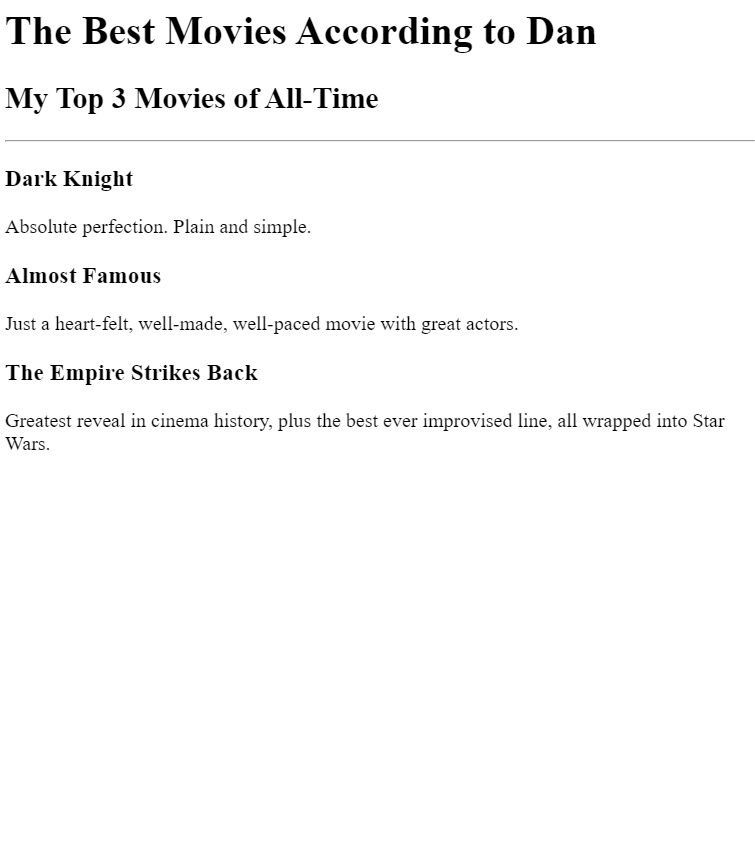 The Best Movies According to Dan
My Top 3 Movies of All-Time
Dark Knight
Absolute perfection. Plain and simple.
Almost Famous
Just a heart-felt, well-made, well-paced movie with great actors.
The Empire Strikes Back
Greatest reveal in cinema history, plus the best ever improvised line, all wrapped into Star
Wars.